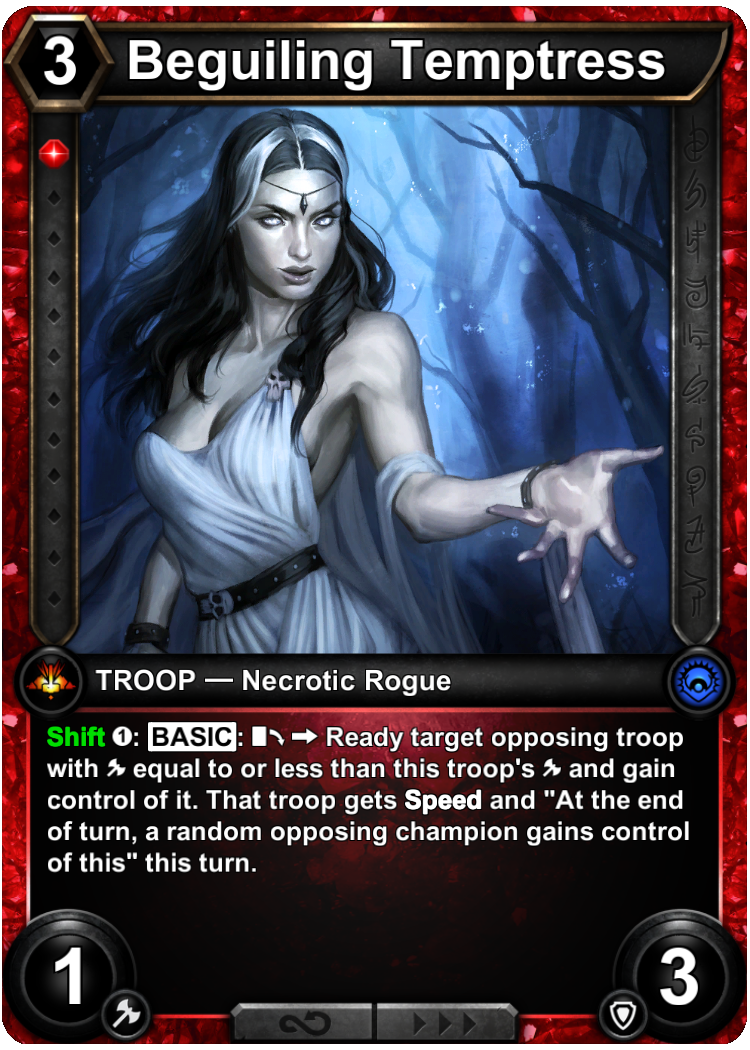 3 Beguiling Temptress
TROOP — Necrotic Rogue
Shift ①: BASIC: → Ready target opposing troop
with equal to or less than this troop's and gain
control of it. That troop gets Speed and "At the end
of turn, a random opposing champion gains control
of this" this turn.
1 3